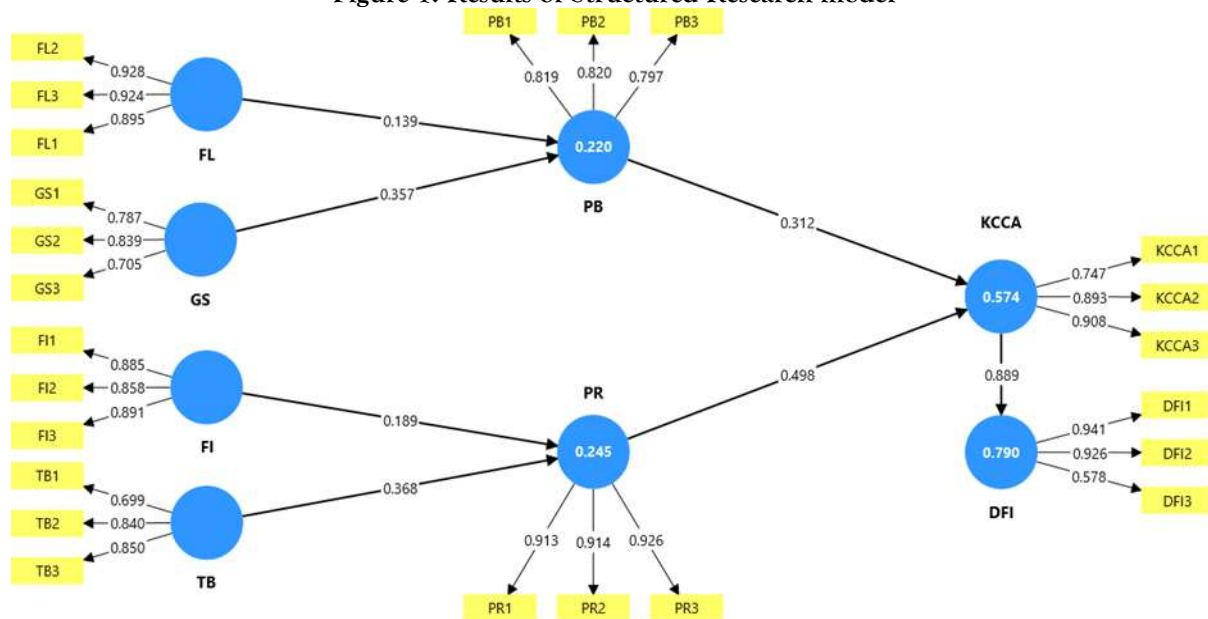 Figure 1: Results of Structured Research model
PB1 PB2 PB3
0.819 0.820 0.797
FL2
FL3
FL1
0.928
0.924
0.895
FL
0.139
0.220
PB
GS1
GS2
GS3
0.787
0.839
0.705
GS
0.357
0.312
KCCA
0.574
KCCA1
KCCA2
KCCA3
0.747
0.893
0.908
FI1
FI2
FI3
0.885
0.858
0.891
FI
0.189
PR
0.245
0.498
0.889
TB1
TB2
TB3
0.699
0.840
0.850
TB
0.368
0.790
DFI
0.941
0.926
0.578
DFI1
DFI2
DFI3
0.913 0.914 0.926
PR1 PR2 PR3